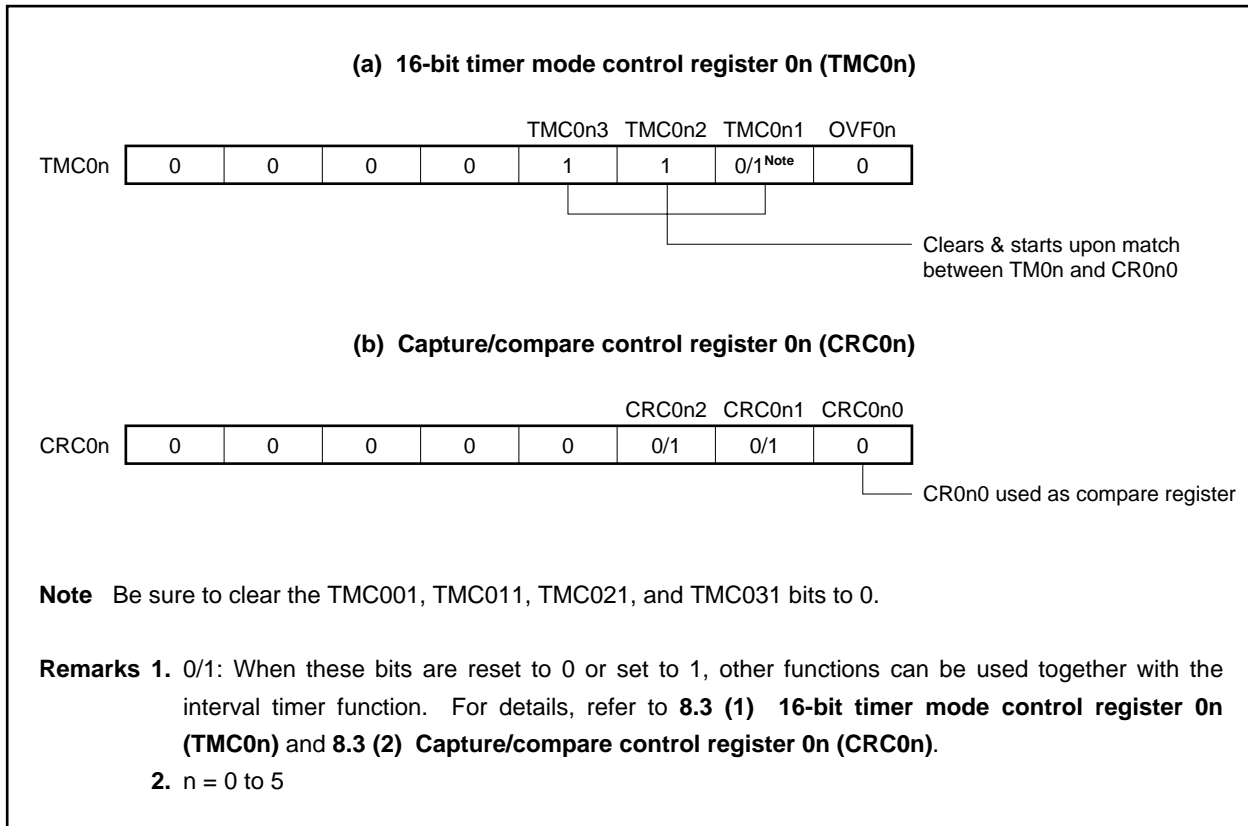 (a) 16-bit timer mode control register 0n (TMC0n)
TMC0n3 TMC0n2 TMC0n1 OVF0n
TMC0n 0 0 0 0 1 1 0/1Note 0
Clears & starts upon match
between TM0n and CR0n0
(b) Capture/compare control register 0n (CRC0n)
CRC0n2 CRC0n1 CRC0n0
CRC0n 0 0 0 0 0 0/1 0/1 0
CR0n0 used as compare register
Note Be sure to clear the TMC001, TMC011, TMC021, and TMC031 bits to 0.
Remarks 1. 0/1: When these bits are reset to 0 or set to 1, other functions can be used together with the
interval timer function. For details, refer to 8.3 (1) 16-bit timer mode control register 0n
(TMC0n) and 8.3 (2) Capture/compare control register 0n (CRC0n).
2. n = 0 to 5